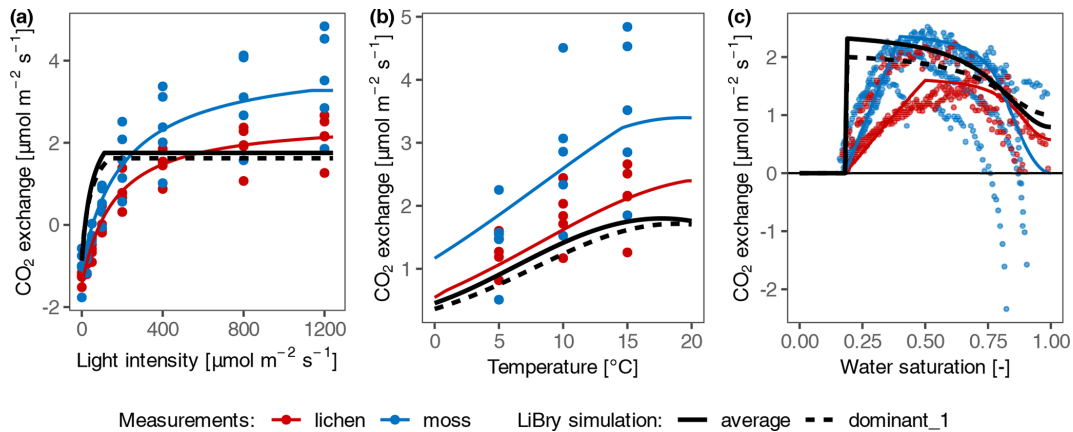 (a)
CO₂ exchange [µmol m⁻² s⁻¹]
4
2
0
-2
0 400 800 1200
Light intensity [µmol m⁻² s⁻¹]
(b)
CO₂ exchange [µmol m⁻² s⁻¹]
5
4
3
2
1
0 5 10 15 20
Temperature [°C]
(c)
CO₂ exchange [µmol m⁻² s⁻¹]
2
1
0
-1
-2
0.00 0.25 0.50 0.75 1.00
Water saturation [-]
Measurements: lichen moss LiBry simulation: average dominant_1